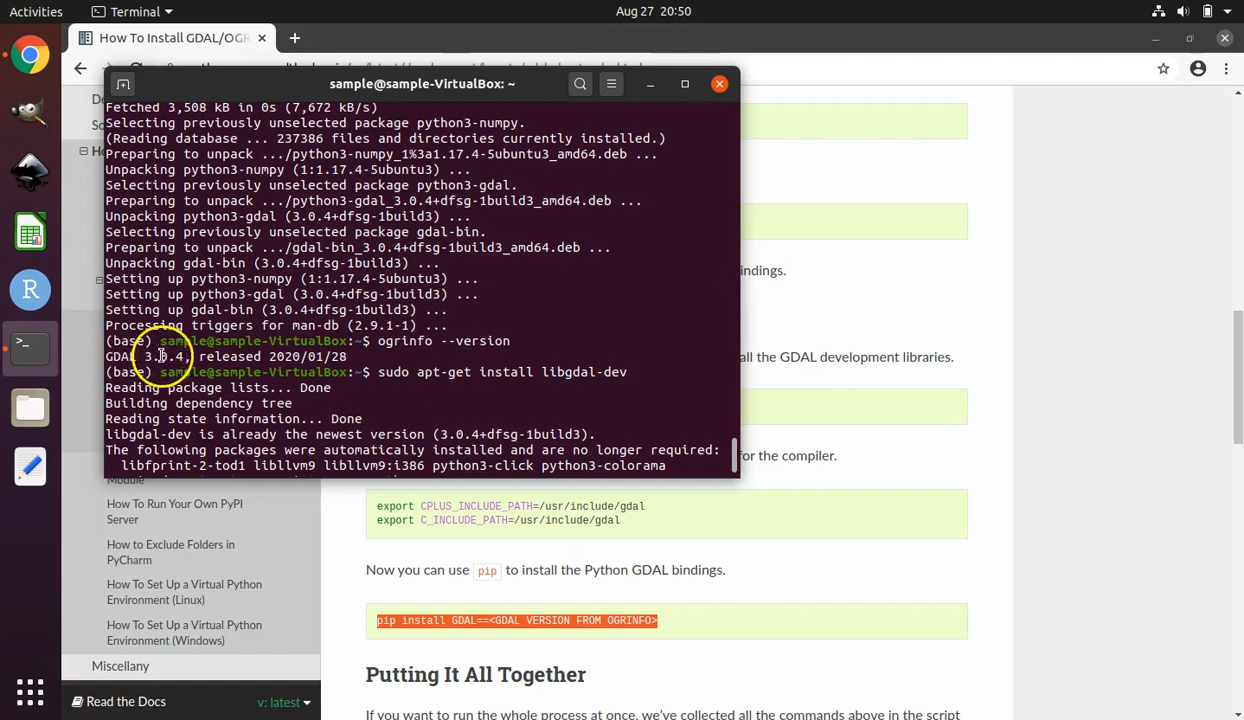 Activities
Terminal
Aug 27 20:50
How To Install GDAL/OGR
sample@sample-VirtualBox: ~
Fetched 3,508 kB in 0s (7,672 kB/s)
Selecting previously unselected package python3-numpy.
(Reading database ... 237386 files and directories currently installed.)
Preparing to unpack .../python3-numpy_1%3a1.17.4-5ubuntu3_amd64.deb ...
Unpacking python3-numpy (1:1.17.4-5ubuntu3) ...
Selecting previously unselected package python3-gdal.
Preparing to unpack .../python3-gdal_3.0.4+dfsg-1build3_amd64.deb ...
Unpacking python3-gdal (3.0.4+dfsg-1build3) ...
Selecting previously unselected package gdal-bin.
Preparing to unpack .../gdal-bin_3.0.4+dfsg-1build3_amd64.deb ...
Unpacking gdal-bin (3.0.4+dfsg-1build3) ...
Setting up python3-numpy (1:1.17.4-5ubuntu3) ...
Setting up python3-gdal (3.0.4+dfsg-1build3) ...
Setting up gdal-bin (3.0.4+dfsg-1build3) ...
Processing triggers for man-db (2.9.1-1) ...
(base) sample@sample-VirtualBox:~$ ogrinfo --version
GDAL 3.0.4, released 2020/01/28
(base) sample@sample-VirtualBox:~$ sudo apt-get install libgdal-dev
Reading package lists... Done
Building dependency tree
Reading state information... Done
libgdal-dev is already the newest version (3.0.4+dfsg-1build3).
The following packages were automatically installed and are no longer required:
libfprint-2-tod1 libllvm9 libllvm9:i386 python3-click python3-colorama
indings.
all the GDAL development libraries.
for the compiler.
export CPLUS_INCLUDE_PATH=/usr/include/gdal
export C_INCLUDE_PATH=/usr/include/gdal
Now you can use pip to install the Python GDAL bindings.
pip install GDAL==<GDAL VERSION FROM OGRINFO>
Putting It All Together
If you want to run the whole process at once, we've collected all the commands above in the script
Module
How To Run Your Own PyPI
Server
How to Exclude Folders in
PyCharm
How To Set Up a Virtual Python
Environment (Linux)
How To Set Up a Virtual Python
Environment (Windows)
Miscellany
Read the Docs
v: latest